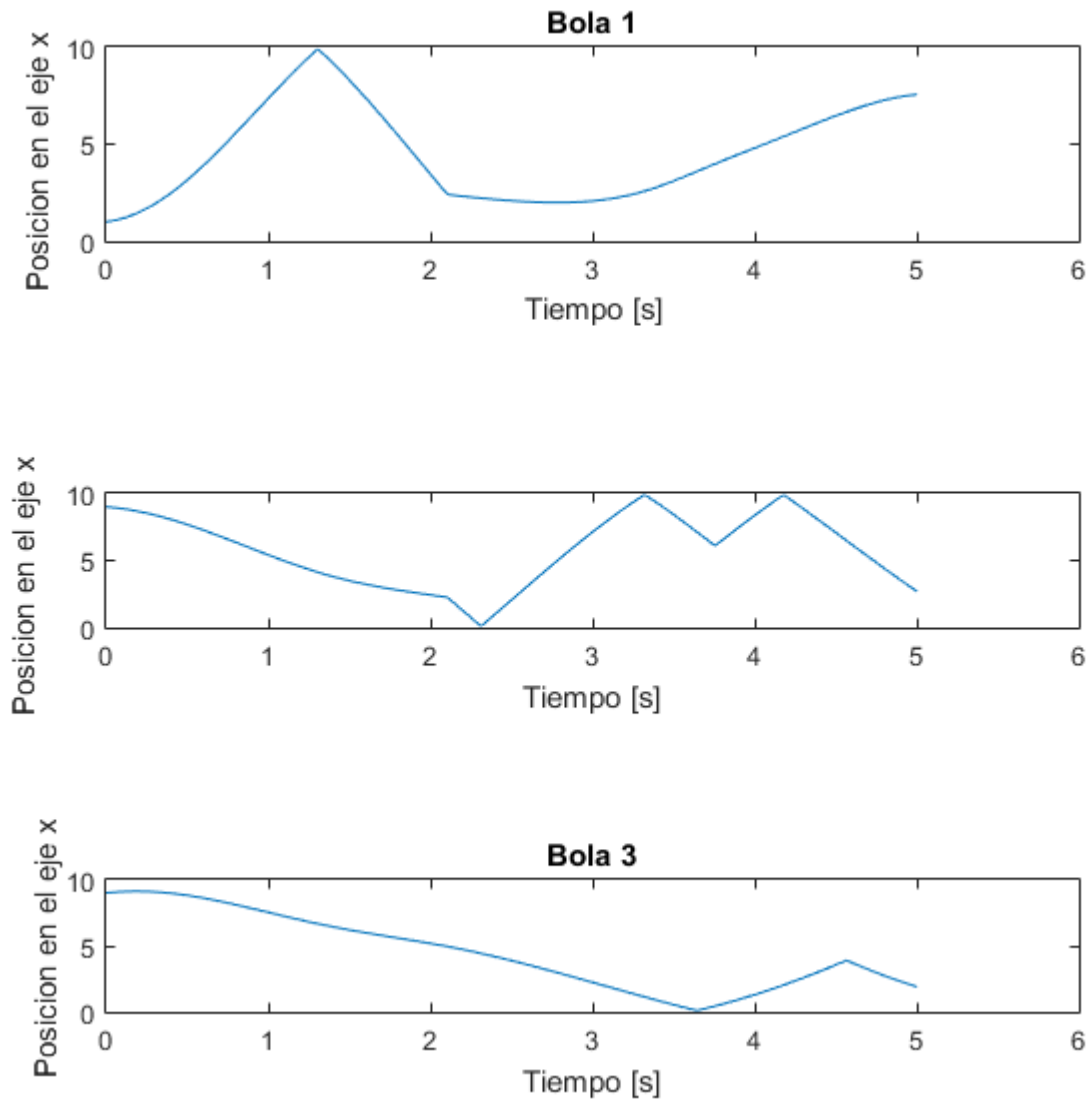 Bola 1
Posicion en el eje x
10
5
0
0 1 2 3 4 5 6
Tiempo [s]
Posicion en el eje x
10
5
0
0 1 2 3 4 5 6
Tiempo [s]
Bola 3
Posicion en el eje x
10
5
0
0 1 2 3 4 5 6
Tiempo [s]